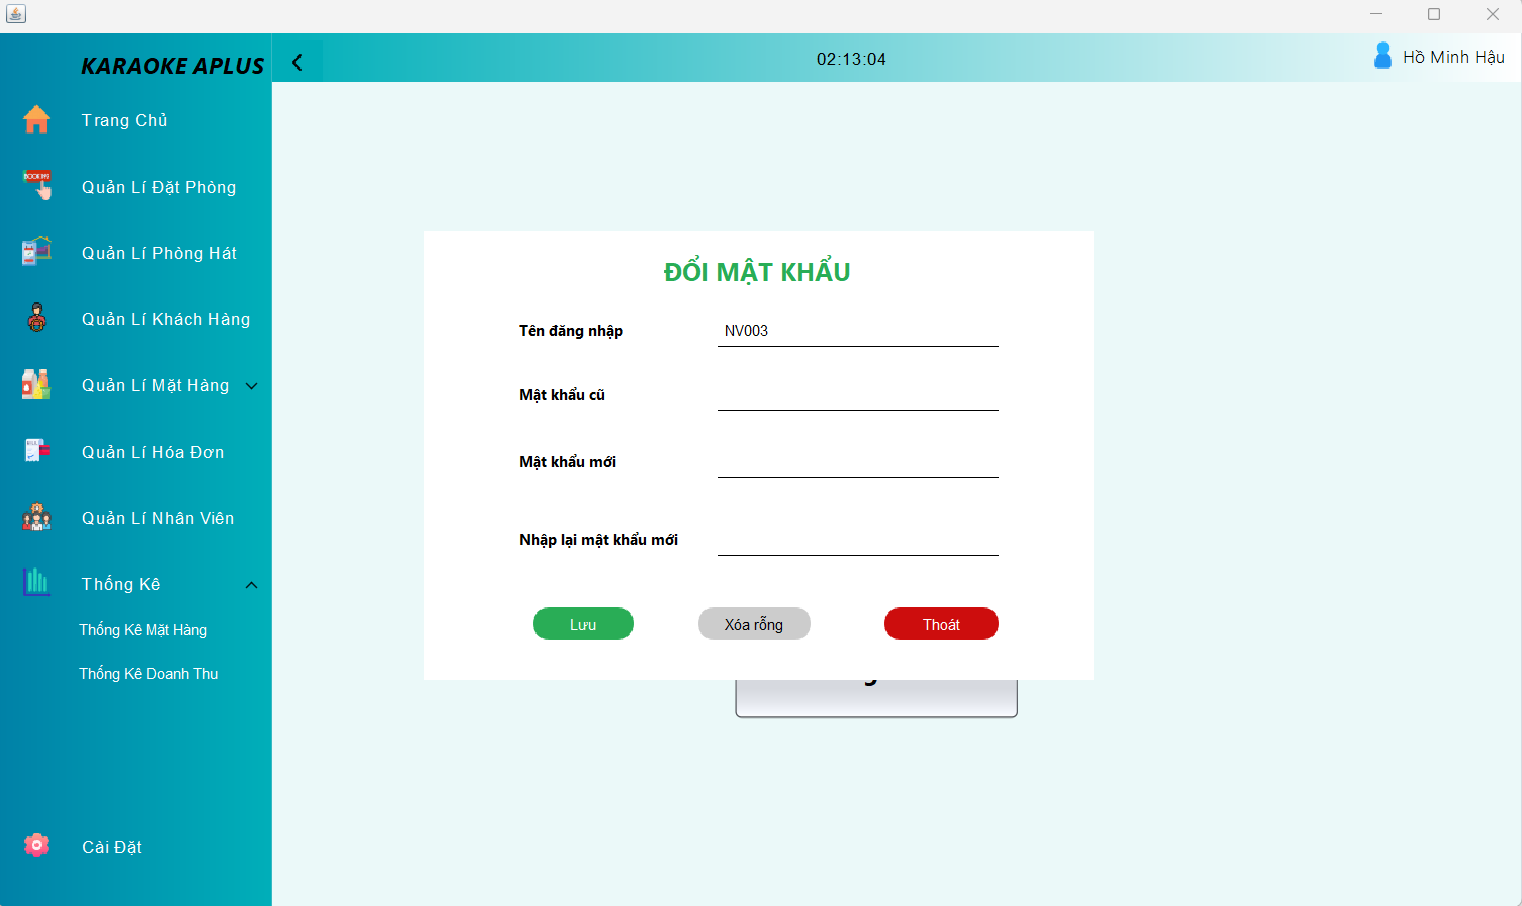 KARAOKE APLUS
02:13:04
Hồ Minh Hậu
Trang Chủ
BOOKING
Quản Lí Đặt Phòng
Quản Lí Phòng Hát
Quản Lí Khách Hàng
Quản Lí Mặt Hàng
Quản Lí Hóa Đơn
Quản Lí Nhân Viên
Thống Kê
Thống Kê Mặt Hàng
Thống Kê Doanh Thu
Cài Đặt
ĐỔI MẬT KHẨU
Tên đăng nhập
NV003
Mật khẩu cũ
Mật khẩu mới
Nhập lại mật khẩu mới
Lưu
Xóa rỗng
Thoát